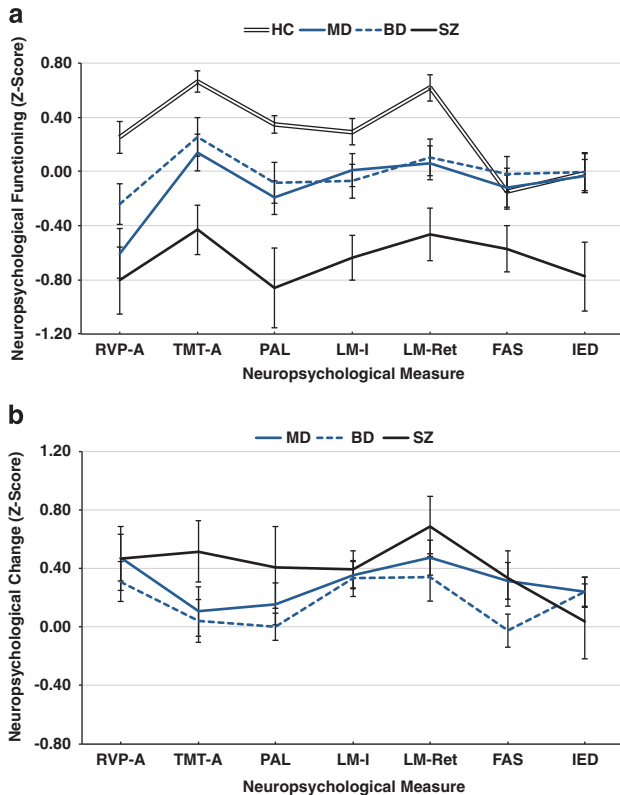 a
HC MD BD SZ
Neuropsychological Functioning (Z-Score)
0.80
0.40
0.00
-0.40
-0.80
-1.20
RVP-A TMT-A PAL LM-I LM-Ret FAS IED
Neuropsychological Measure
b
MD BD SZ
Neuropsychological Change (Z-Score)
1.20
0.80
0.40
0.00
-0.40
-0.80
RVP-A TMT-A PAL LM-I LM-Ret FAS IED
Neuropsychological Measure